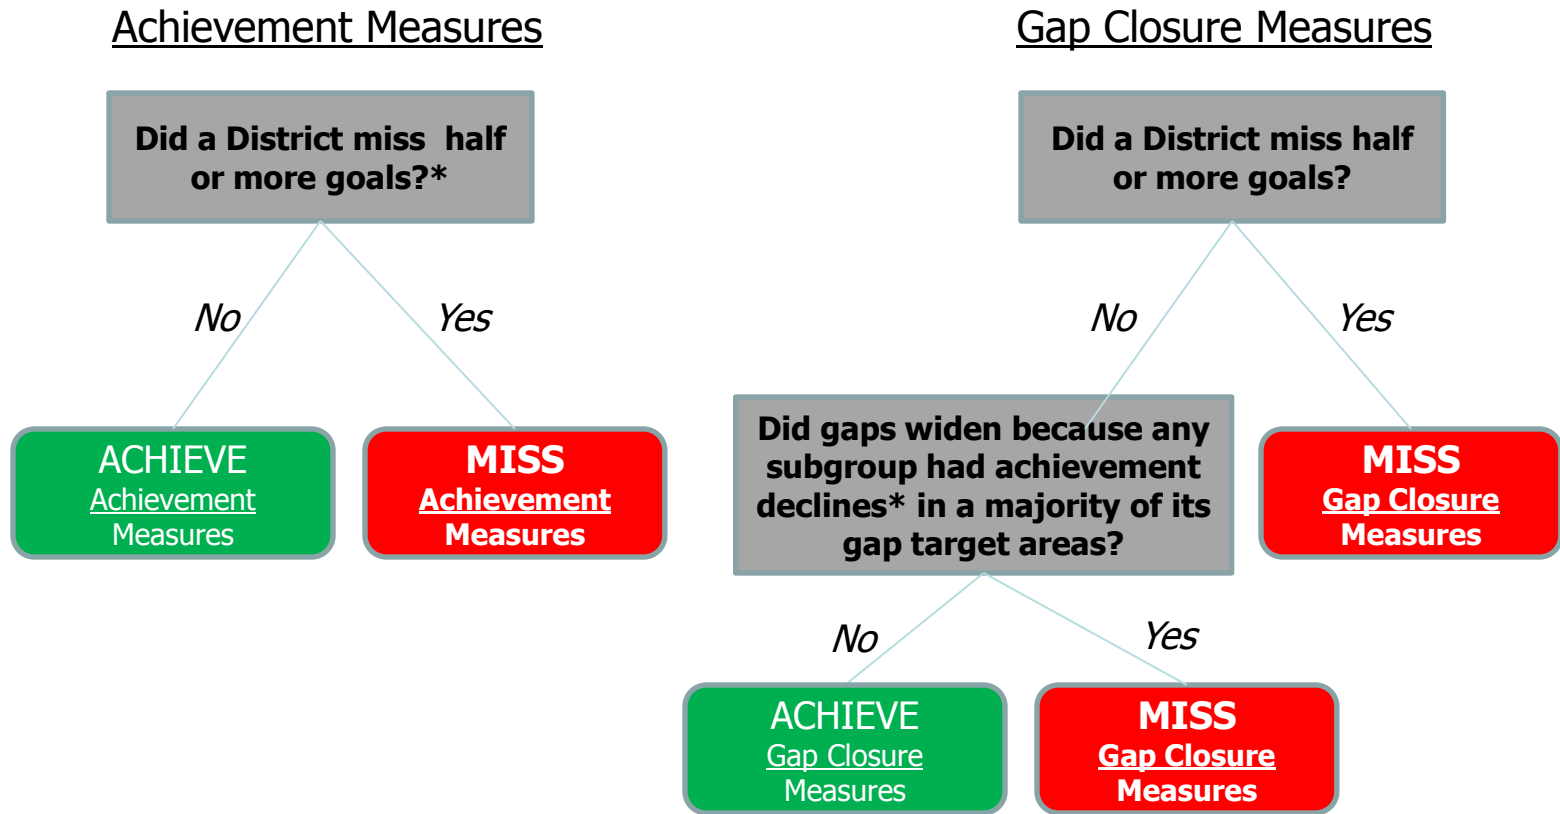 Achievement Measures
Did a District miss  half
or more goals?*
No
Yes
ACHIEVE
Achievement
Measures
MISS
Achievement
Measures
Gap Closure Measures
Did a District miss half
or more goals?
No
Yes
Did gaps widen because any
subgroup had achievement
declines* in a majority of its
gap target areas?
MISS
Gap Closure
Measures
No
Yes
ACHIEVE
Gap Closure
Measures
MISS
Gap Closure
Measures